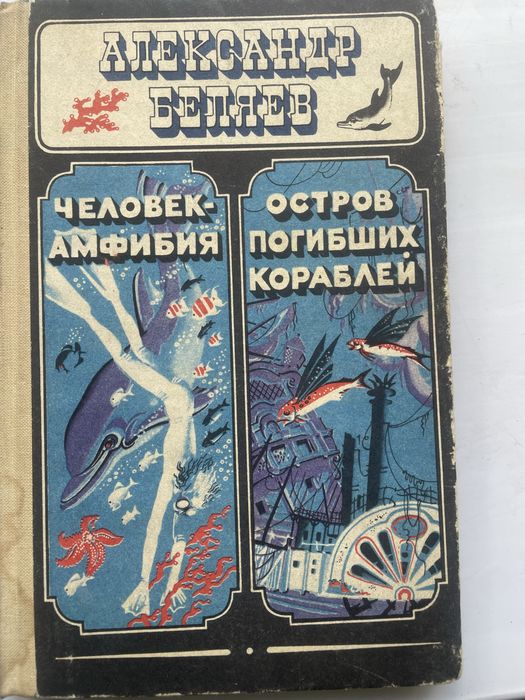 АЛЕКСАНДР
БЕЛЯЕВ
ЧЕЛОВЕК-
АМФИБИЯ
ОСТРОВ
ПОГИБШИХ
КОРАБЛЕЙ